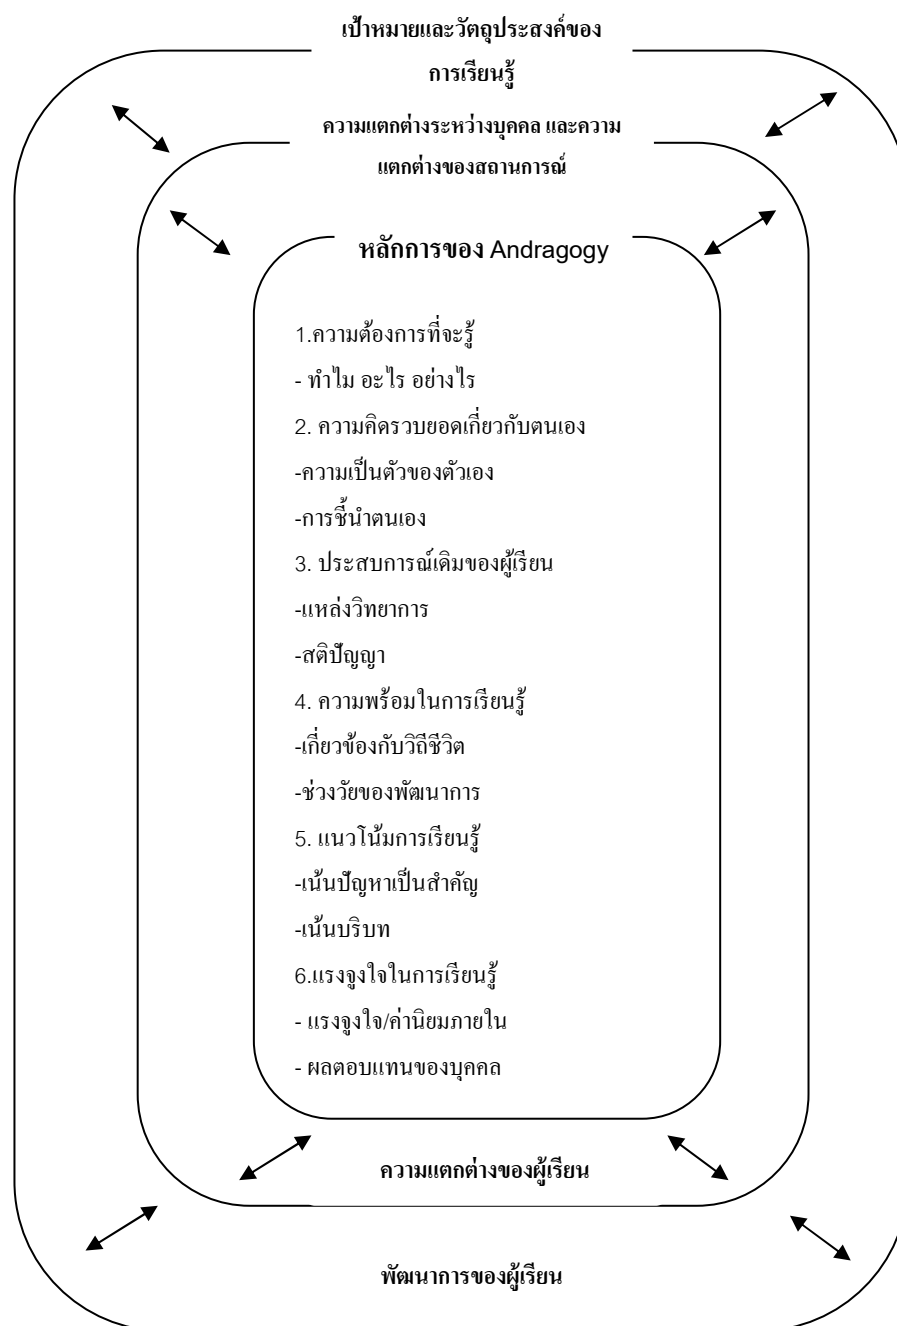 เป้าหมายและวัตถุประสงค์ของ
การเรียนรู้
ความแตกต่างระหว่างบุคคล และความ
แตกต่างของสถานการณ์
หลักการของ Andragogy
1.ความต้องการที่จะรู้
- ทำไม อะไร อย่างไร
2. ความคิดรวบยอดเกี่ยวกับตนเอง
-ความเป็นตัวของตัวเอง
-การชี้นำตนเอง
3. ประสบการณ์เดิมของผู้เรียน
-แหล่งวิทยาการ
-สติปัญญา
4. ความพร้อมในการเรียนรู้
-เกี่ยวข้องกับวิถีชีวิต
-ช่วงวัยของพัฒนาการ
5. แนวโน้มการเรียนรู้
-เน้นปัญหาเป็นสำคัญ
-เน้นบริบท
6.แรงจูงใจในการเรียนรู้
- แรงจูงใจ/ค่านิยมภายใน
- ผลตอบแทนของบุคคล
ความแตกต่างของผู้เรียน
พัฒนาการของผู้เรียน